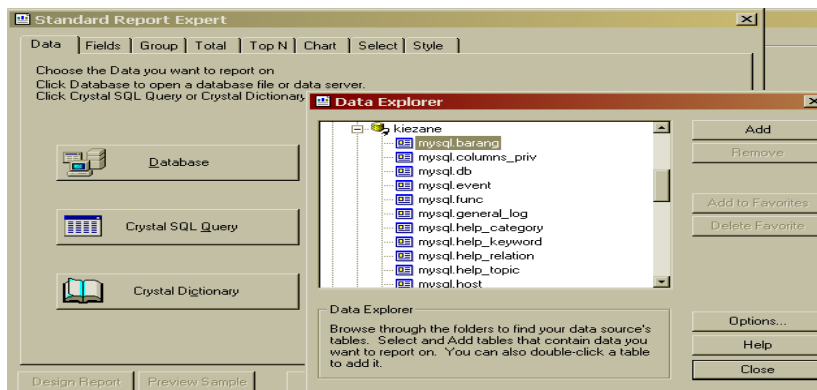 Standard Report Expert
Data Fields Group Total Top N Chart Select Style
Choose the Data you want to report on
Click Database to open a database file or data server.
Click Crystal SQL Query or Crystal Dictionary
Database
Crystal SQL Query
Crystal Dictionary
Design Report Preview Sample
Data Explorer
kiezane
mysql.barang
mysql.columns_priv
mysql.db
mysql.event
mysql.func
mysql.general_log
mysql.help_category
mysql.help_keyword
mysql.help_relation
mysql.help_topic
mysql.host
Add
Remove
Add to Favorites
Delete Favorite
Data Explorer
Browse through the folders to find your data source's
tables. Select and Add tables that contain data you
want to report on. You can also double-click a table
to add it.
Options...
Help
Close